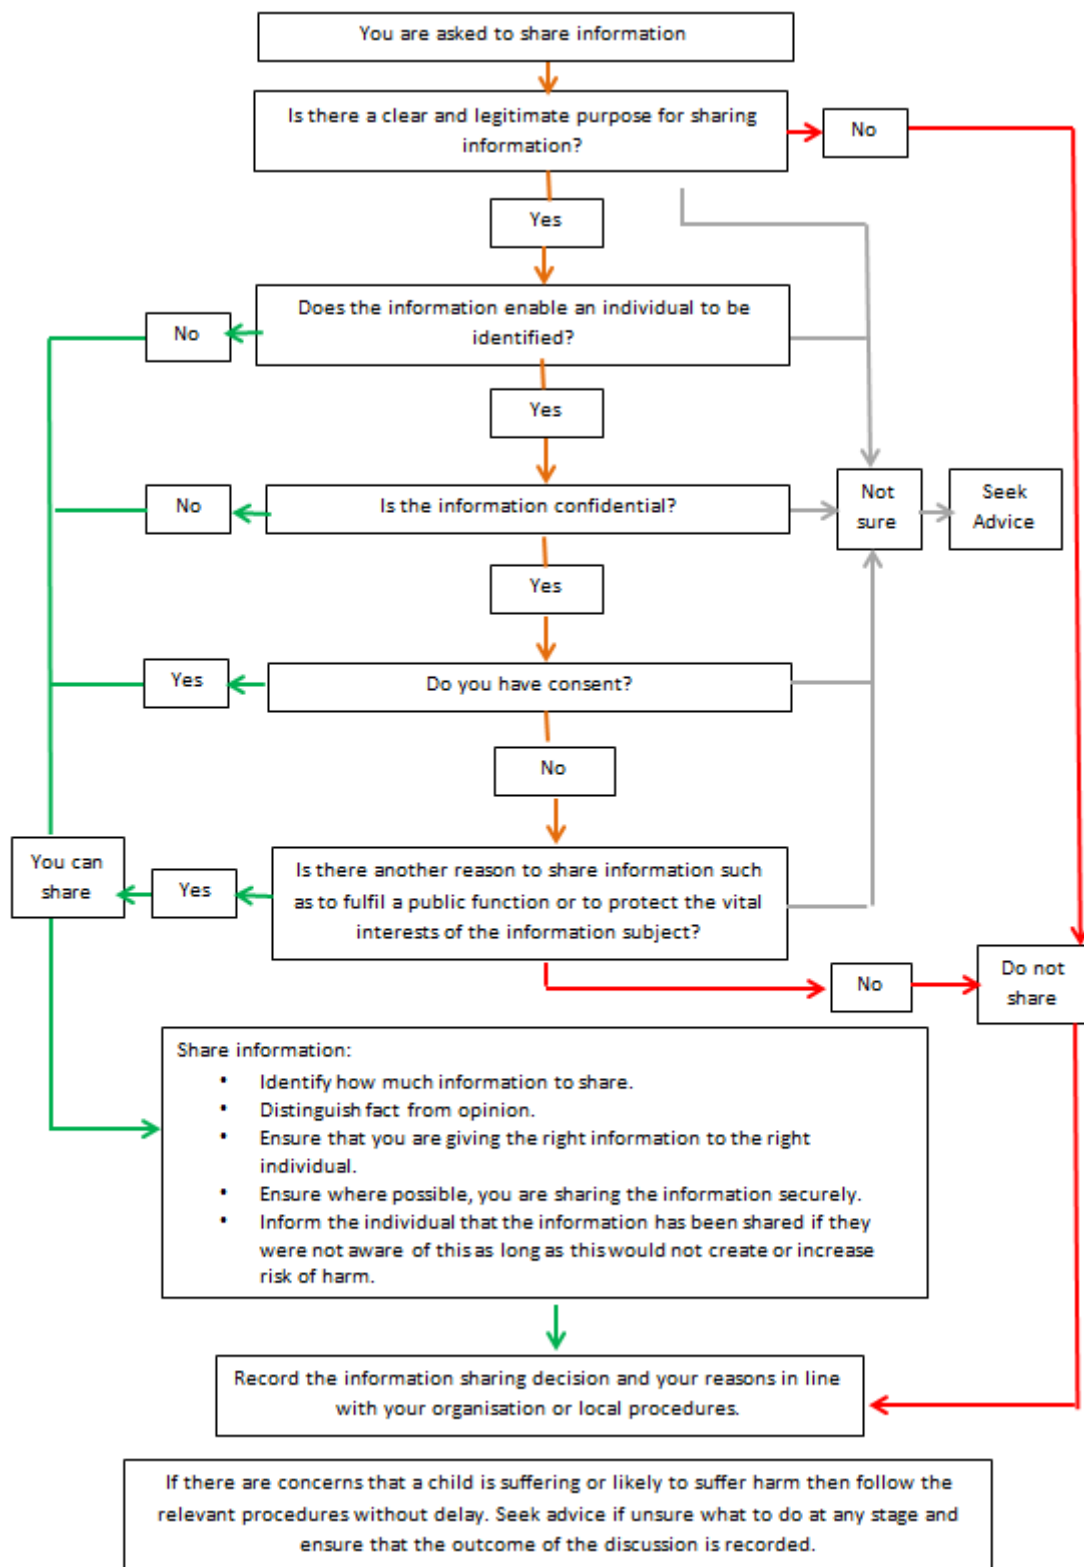 You are asked to share information
Is there a clear and legitimate purpose for sharing
information?
No
Yes
Does the information enable an individual to be
identified?
No
Yes
Is the information confidential?
No
Not
sure
Seek
Advice
Yes
Do you have consent?
Yes
No
Is there another reason to share information such
as to fulfil a public function or to protect the vital
interests of the information subject?
Yes
You can
share
No
Do not
share
Share information:
• Identify how much information to share.
• Distinguish fact from opinion.
• Ensure that you are giving the right information to the right
individual.
• Ensure where possible, you are sharing the information securely.
• Inform the individual that the information has been shared if they
were not aware of this as long as this would not create or increase
risk of harm.
Record the information sharing decision and your reasons in line
with your organisation or local procedures.
If there are concerns that a child is suffering or likely to suffer harm then follow the
relevant procedures without delay. Seek advice if unsure what to do at any stage and
ensure that the outcome of the discussion is recorded.